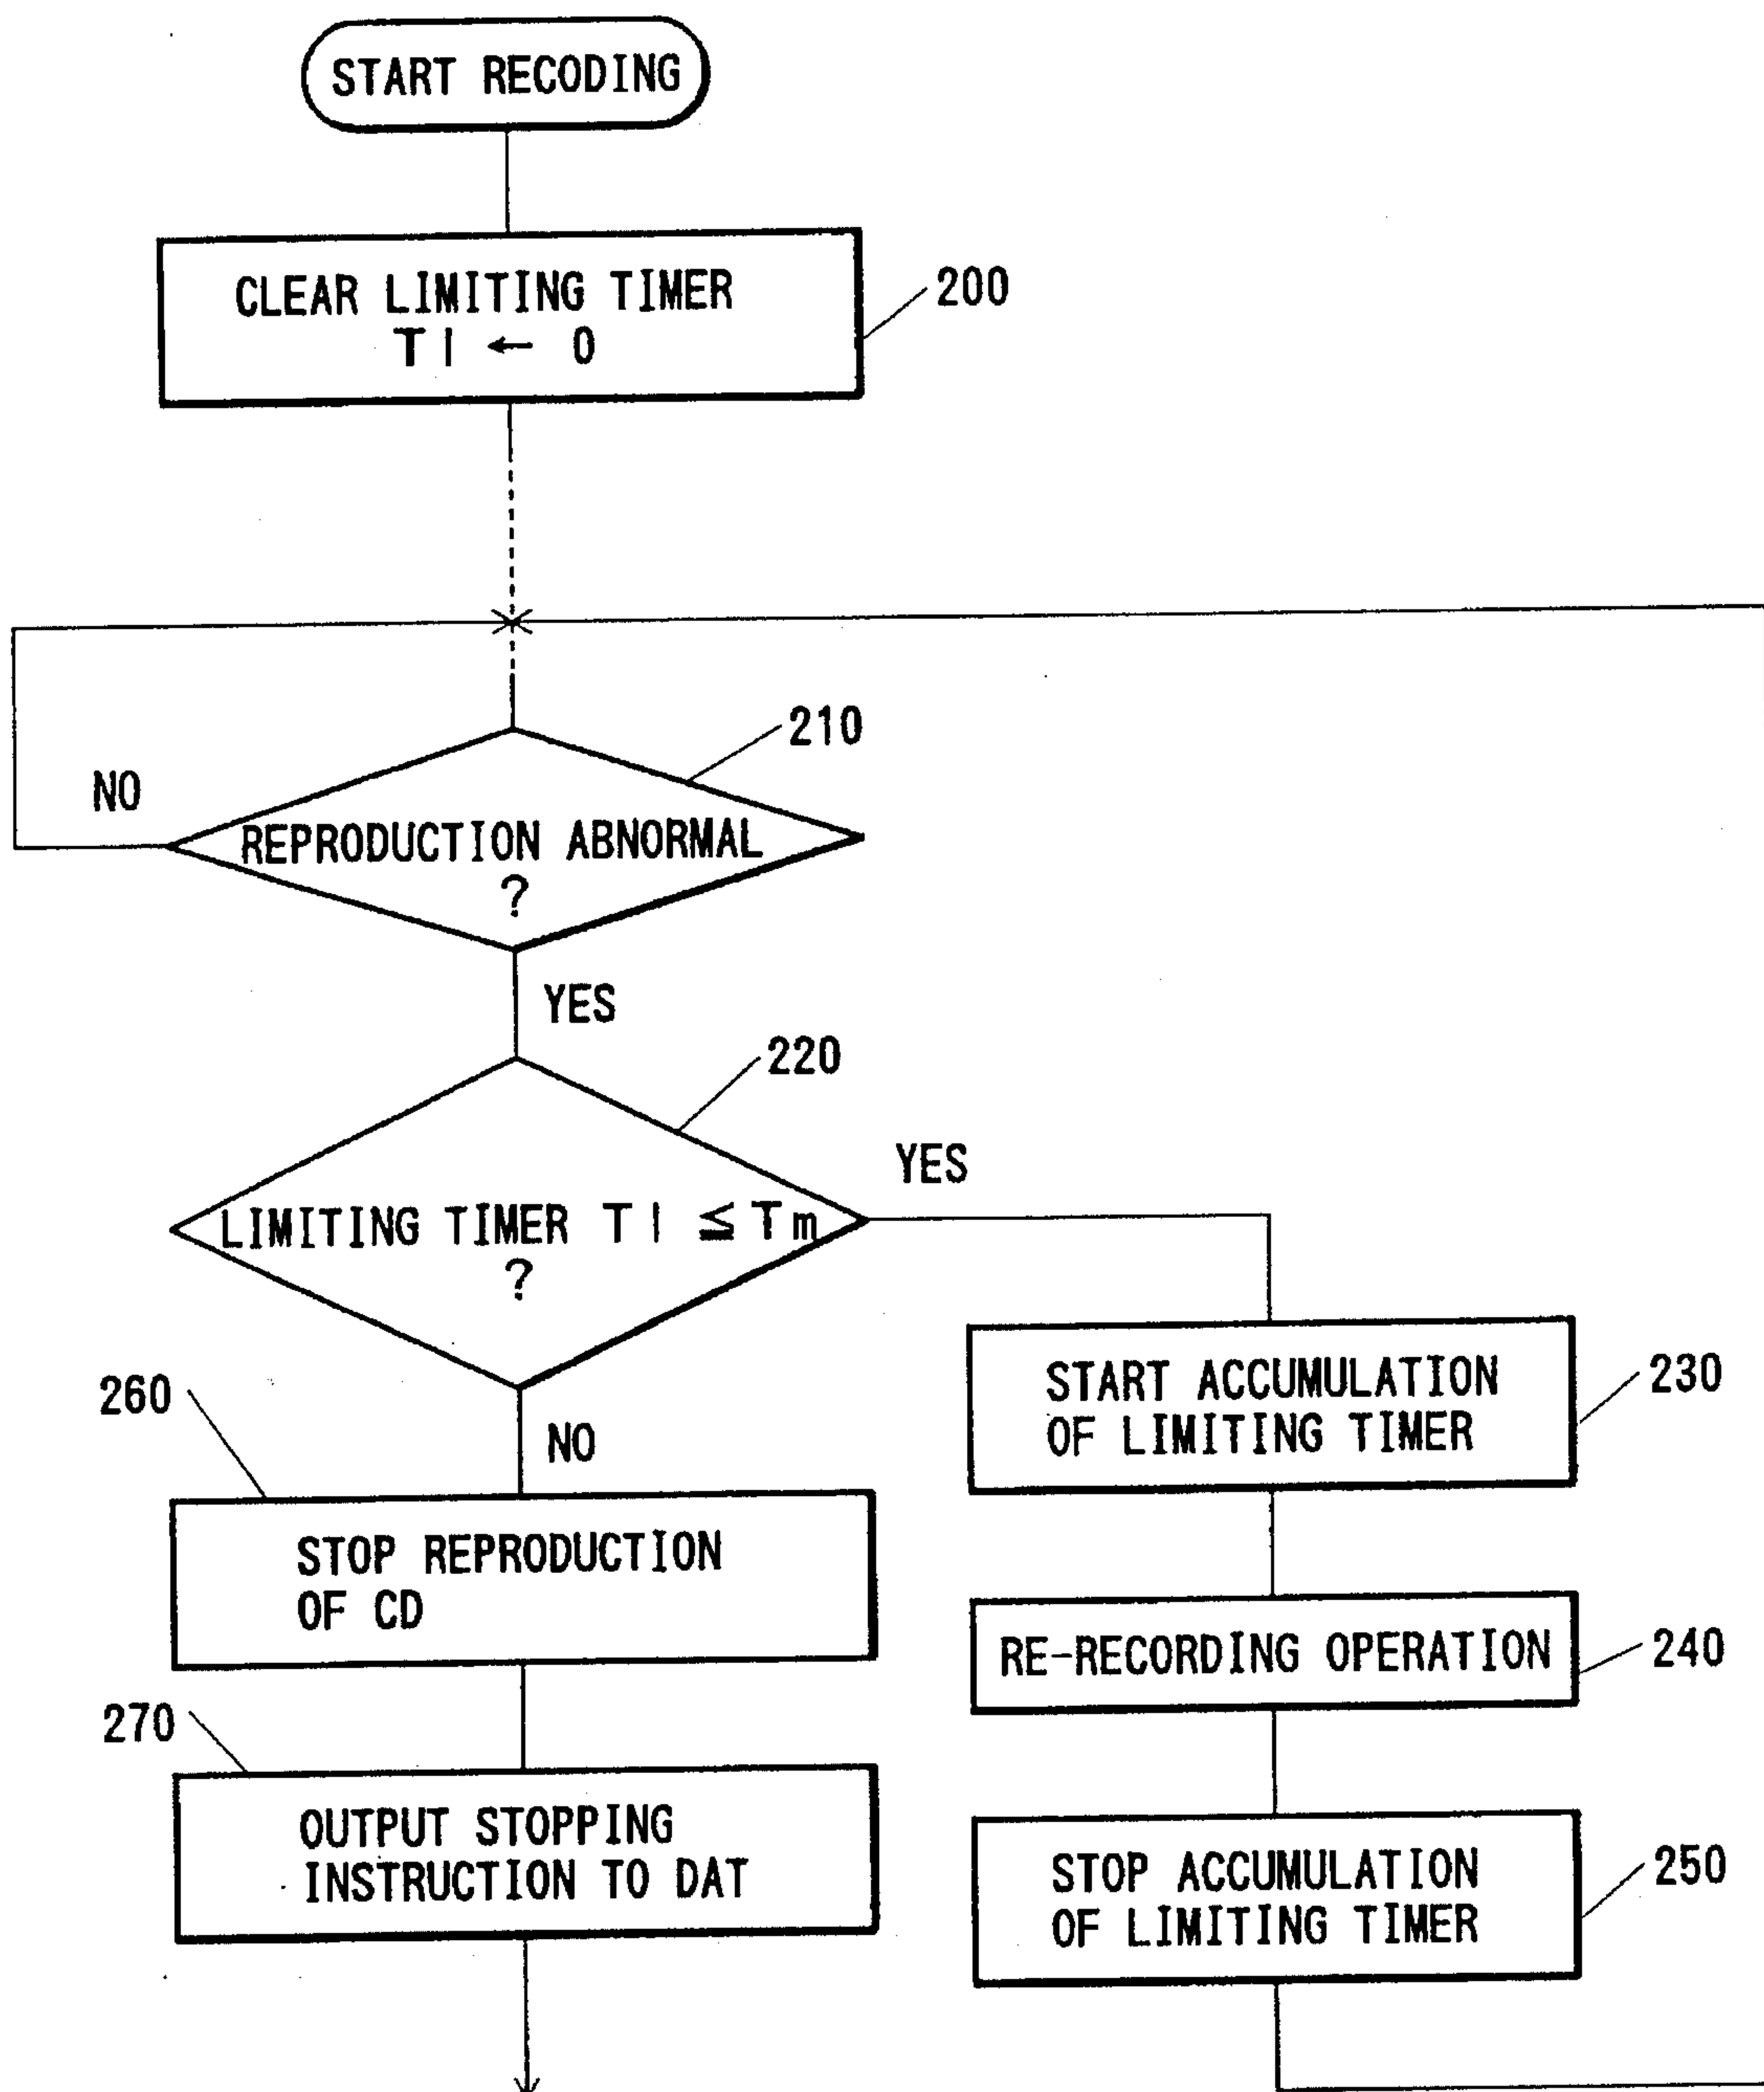 START RECODING
CLEAR LIMITING TIMER
Tl ← 0
200
210
NO
REPRODUCTION ABNORMAL
?
YES
220
YES
LIMITING TIMER Tl ≦ Tm
?
NO
230
START ACCUMULATION
OF LIMITING TIMER
260
STOP REPRODUCTION
OF CD
240
RE-RECORDING OPERATION
270
OUTPUT STOPPING
INSTRUCTION TO DAT
250
STOP ACCUMULATION
OF LIMITING TIMER